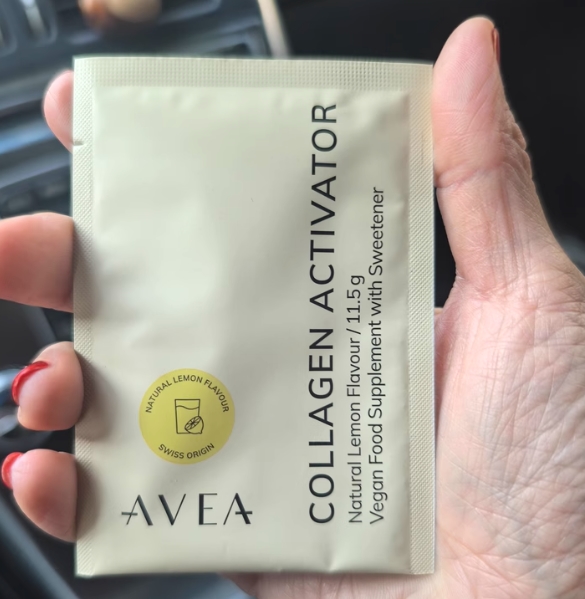 COLLAGEN ACTIVATOR
Natural Lemon Flavour / 11.5 g
Vegan Food Supplement with Sweetener
NATURAL LEMON FLAVOUR
SWISS ORIGIN
AVEA